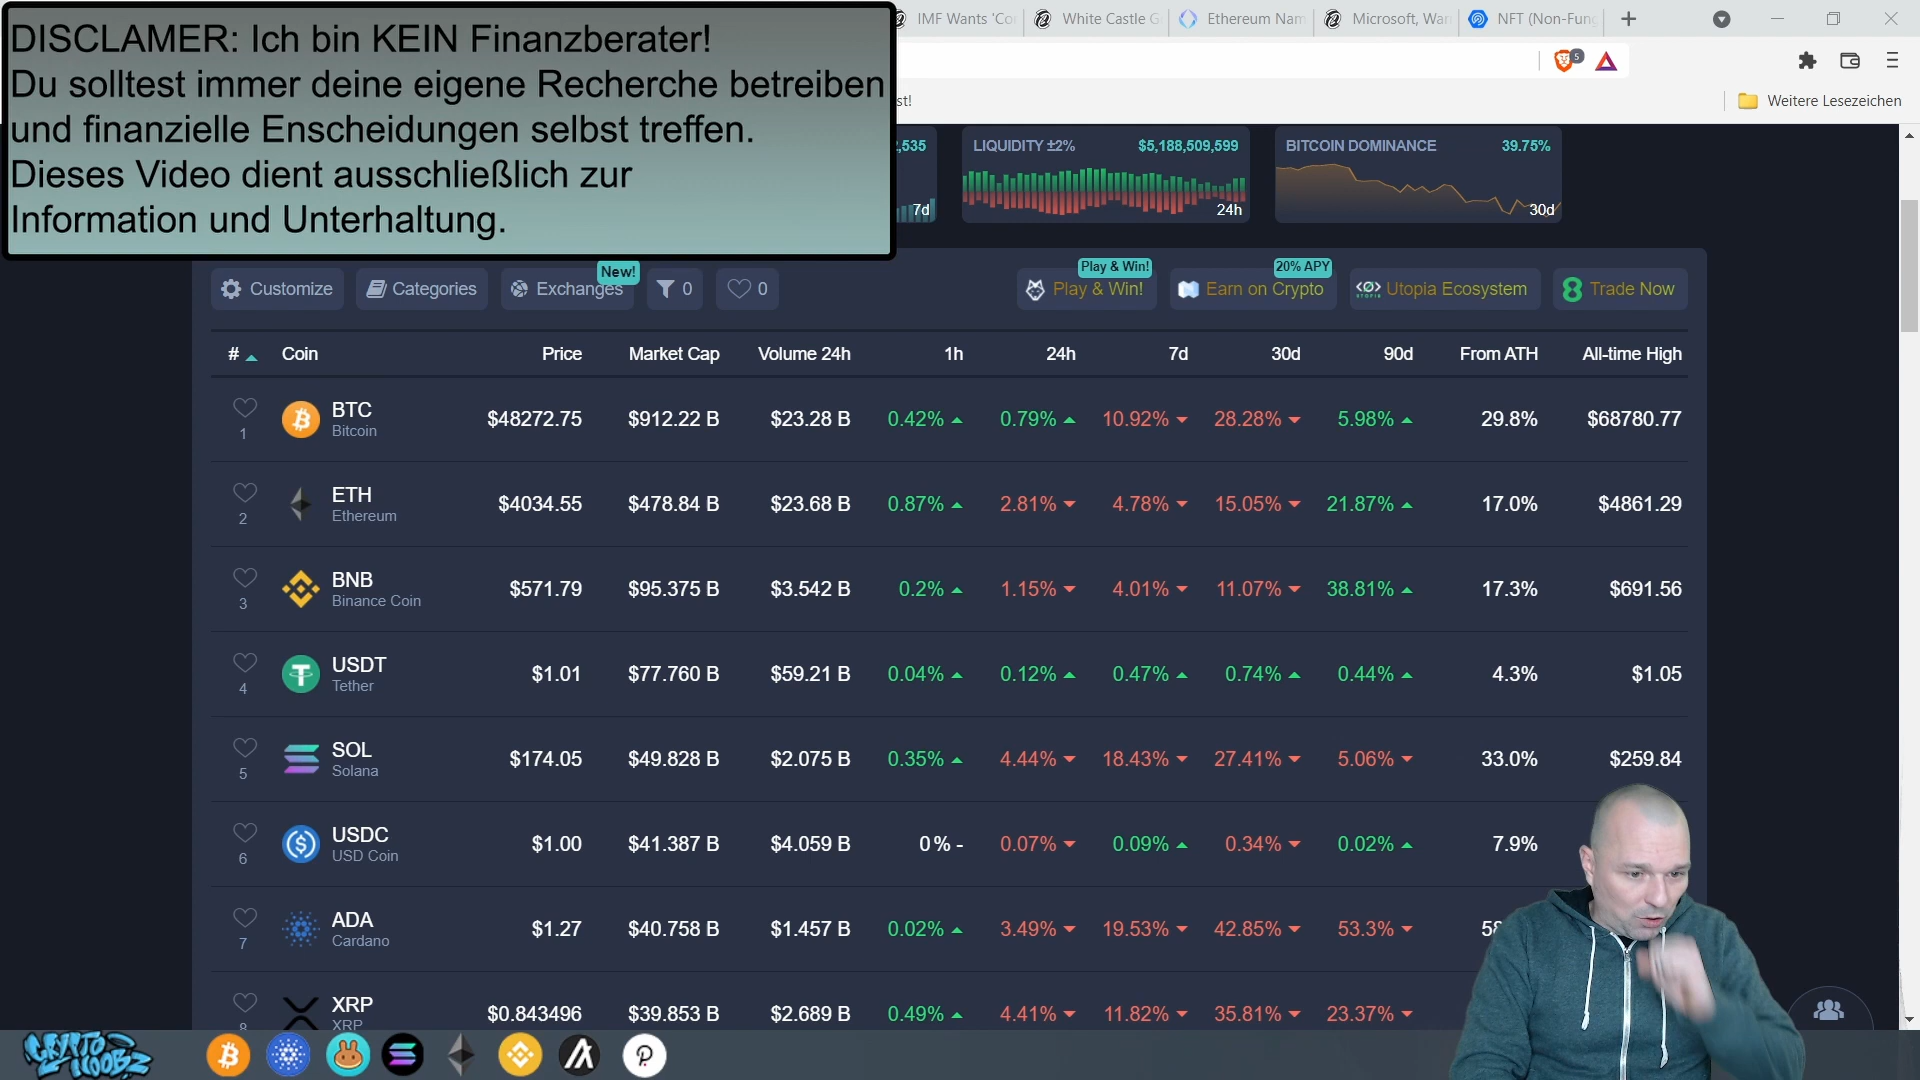 DISCLAMER: Ich bin KEIN Finanzberater!
Du solltest immer deine eigene Recherche betreiben
und finanzielle Enscheidungen selbst treffen.
Dieses Video dient ausschließlich zur
Information und Unterhaltung.
IMF Wants 'Co
White Castle G
Ethereum Nam
Microsoft, War
NFT (Non-Fung
5
st!
Weitere Lesezeichen
,535
7d
LIQUIDITY ±2% $5,188,509,599
24h
BITCOIN DOMINANCE 39.75%
30d
Customize
Categories
Exchanges
New!
0
0
Play & Win!
Play & Win!
20% APY
Earn on Crypto
UTOPIA
Utopia Ecosystem
Trade Now
# Coin Price Market Cap Volume 24h 1h 24h 7d 30d 90d From ATH All-time High
1 BTC Bitcoin $48272.75 $912.22 B $23.28 B 0.42% 0.79% 10.92% 28.28% 5.98% 29.8% $68780.77
2 ETH Ethereum $4034.55 $478.84 B $23.68 B 0.87% 2.81% 4.78% 15.05% 21.87% 17.0% $4861.29
3 BNB Binance Coin $571.79 $95.375 B $3.542 B 0.2% 1.15% 4.01% 11.07% 38.81% 17.3% $691.56
4 USDT Tether $1.01 $77.760 B $59.21 B 0.04% 0.12% 0.47% 0.74% 0.44% 4.3% $1.05
5 SOL Solana $174.05 $49.828 B $2.075 B 0.35% 4.44% 18.43% 27.41% 5.06% 33.0% $259.84
6 USDC USD Coin $1.00 $41.387 B $4.059 B 0% - 0.07% 0.09% 0.34% 0.02% 7.9%
7 ADA Cardano $1.27 $40.758 B $1.457 B 0.02% 3.49% 19.53% 42.85% 53.3% 58
8 XRP XRP $0.843496 $39.853 B $2.689 B 0.49% 4.41% 11.82% 35.81% 23.37%
CRYPTO NOOBZ